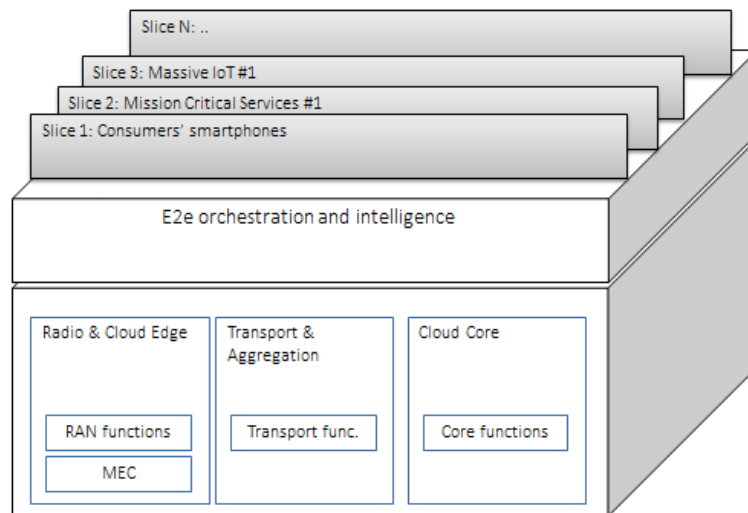 Slice N: ..
Slice 3: Massive IoT #1
Slice 2: Mission Critical Services #1
Slice 1: Consumers’ smartphones
E2e orchestration and intelligence
Radio & Cloud Edge
RAN functions
MEC
Transport &
Aggregation
Transport func.
Cloud Core
Core functions